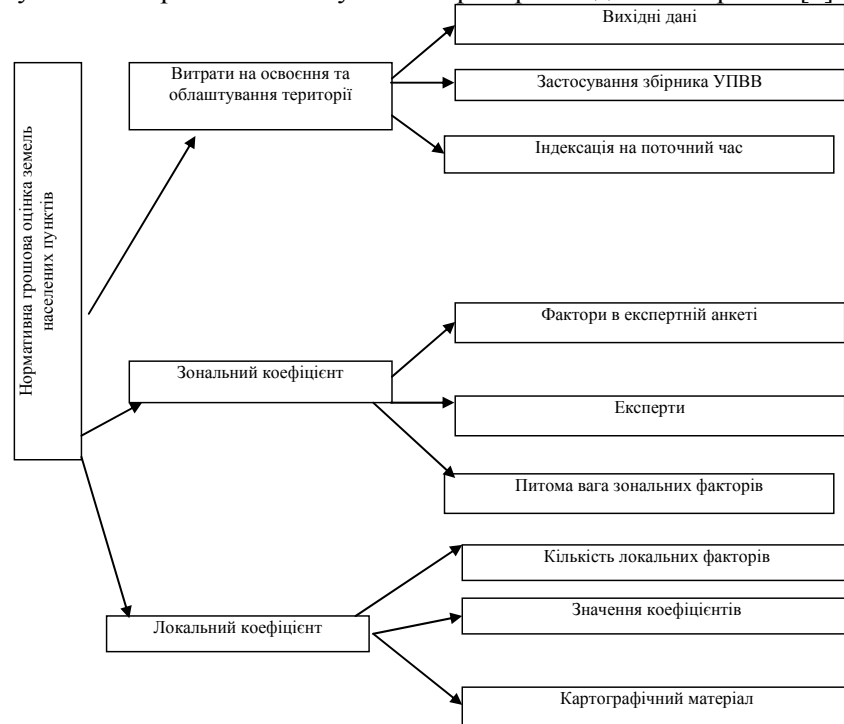 Вихідні дані
Витрати на освоєння та
облаштування території
Застосування збірника УПВВ
Індексація на поточний час
Нормативна грошова оцінка земель
населених пунктів
Фактори в експертній анкеті
Зональний коефіцієнт
Експерти
Питома вага зональних факторів
Кількість локальних факторів
Значення коефіцієнтів
Локальний коефіцієнт
Картографічний матеріал